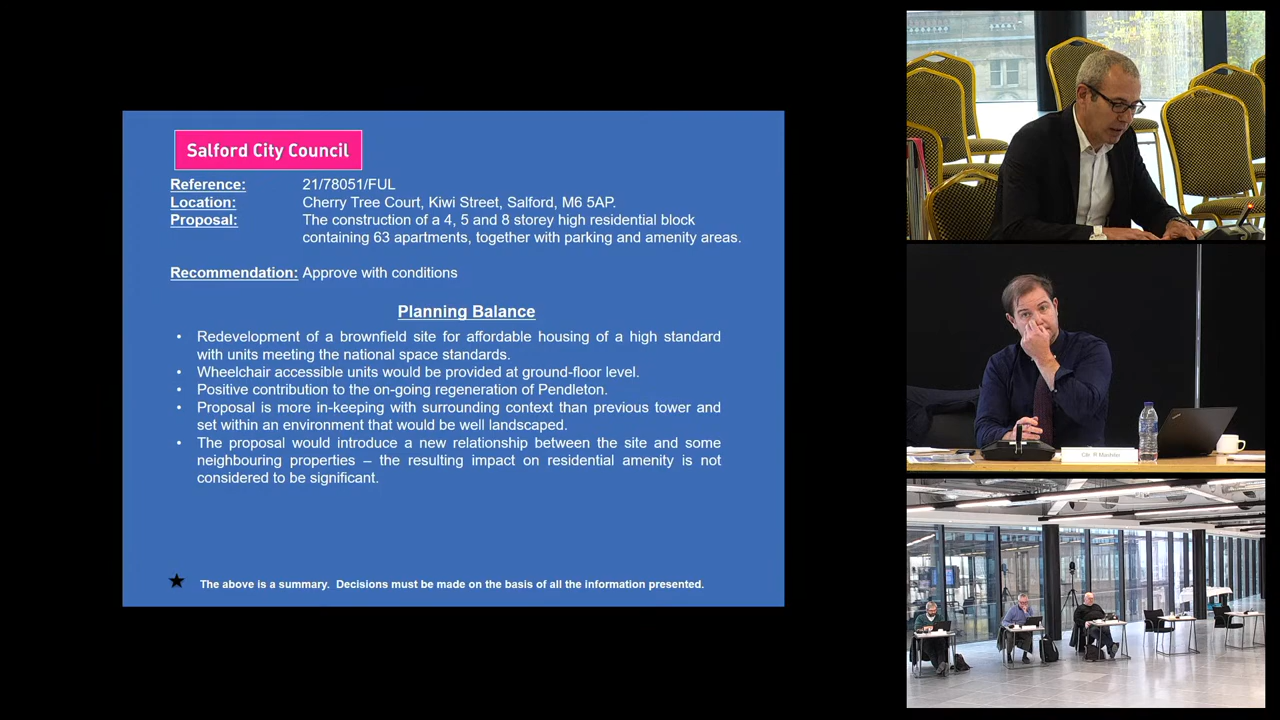 Salford City Council
Reference: 21/78051/FUL
Location: Cherry Tree Court, Kiwi Street, Salford, M6 5AP.
Proposal: The construction of a 4, 5 and 8 storey high residential block
containing 63 apartments, together with parking and amenity areas.
Recommendation: Approve with conditions
Planning Balance
• Redevelopment of a brownfield site for affordable housing of a high standard
with units meeting the national space standards.
• Wheelchair accessible units would be provided at ground-floor level.
• Positive contribution to the on-going regeneration of Pendleton.
• Proposal is more in-keeping with surrounding context than previous tower and
set within an environment that would be well landscaped.
• The proposal would introduce a new relationship between the site and some
neighbouring properties – the resulting impact on residential amenity is not
considered to be significant.
★ The above is a summary. Decisions must be made on the basis of all the information presented.